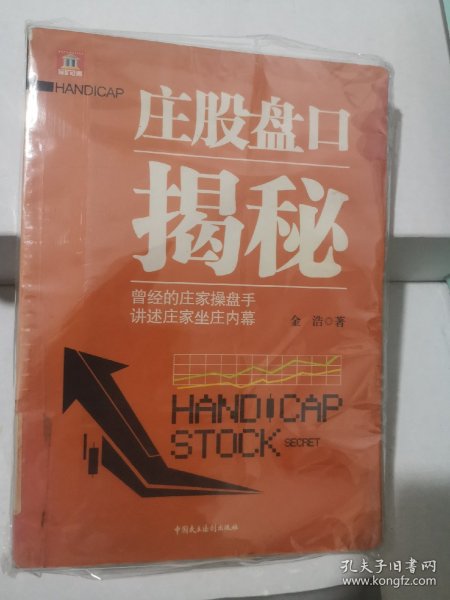 HANDICAP
庄股盘口
揭秘
曾经的庄家操盘手
讲述庄家坐庄内幕
金 浩◎著
HANDICAP
STOCK SECRET
中国民主法制出版社
孔夫子旧书网
www.kongfz.com